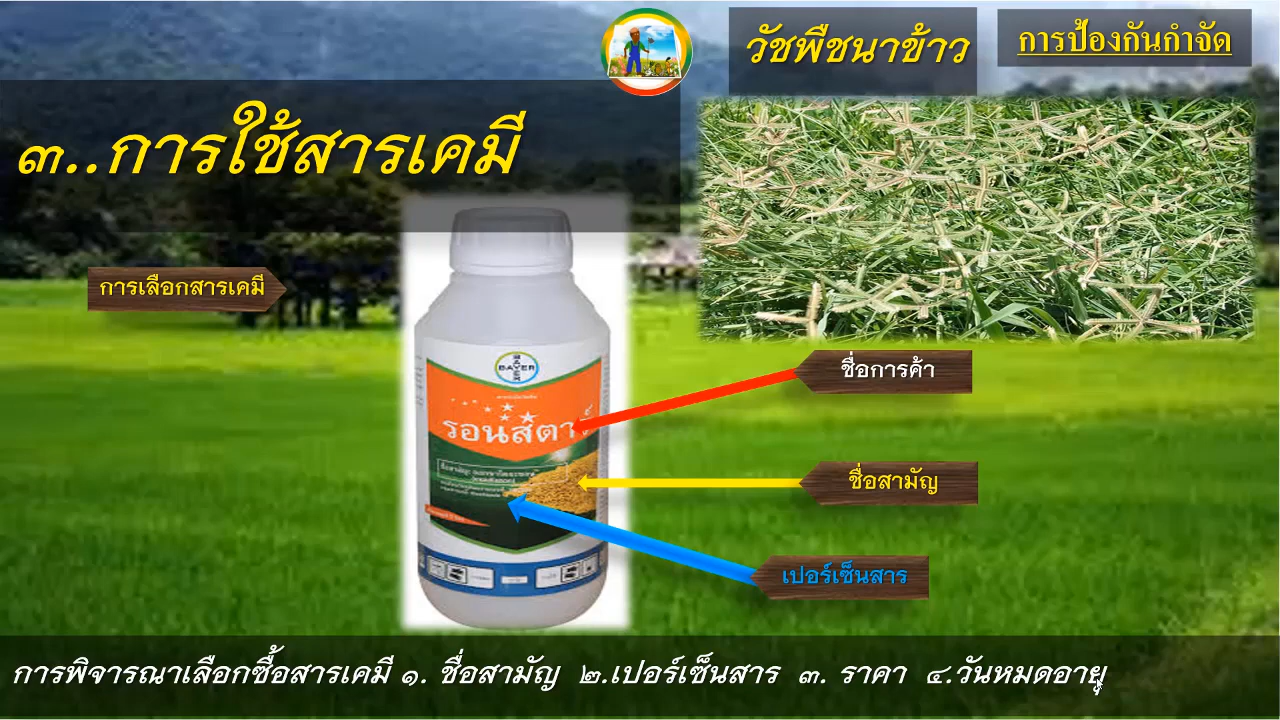 วัชพืชนาข้าว
การป้องกันกำจัด
๓..การใช้สารเคมี
การเลือกสารเคมี
BAYER
รอนสตาร์
ชื่อการค้า
ชื่อสามัญ
เปอร์เซ็นสาร
การพิจารณาเลือกซื้อสารเคมี ๑. ชื่อสามัญ ๒.เปอร์เซ็นสาร ๓. ราคา ๔.วันหมดอายุ